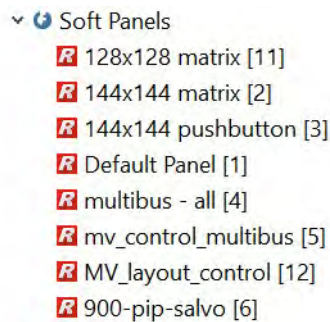 Soft Panels
R 128x128 matrix [11]
R 144x144 matrix [2]
R 144x144 pushbutton [3]
R Default Panel [1]
R multibus - all [4]
R mv_control_multibus [5]
R MV_layout_control [12]
R 900-pip-salvo [6]